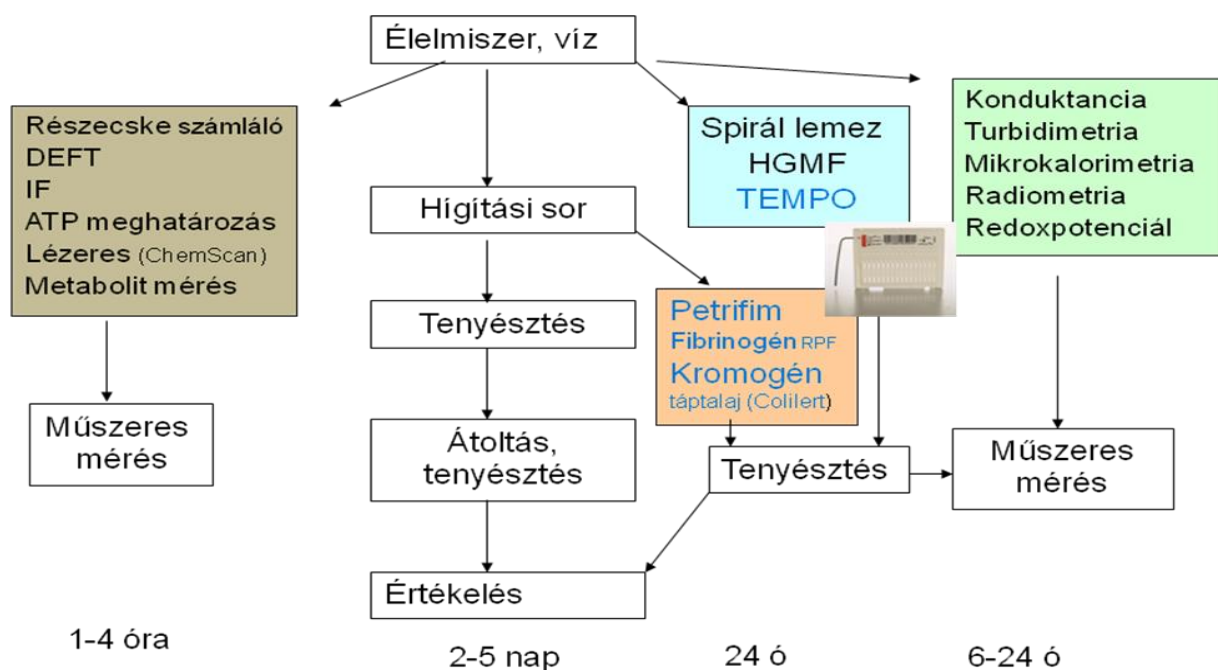 Élelmiszer, víz
Részecske számláló
DEFT
IF
ATP meghatározás
Lézeres (ChemScan)
Metabolit mérés
Spirál lemez
HGMF
TEMPO
Konduktancia
Turbidimetria
Mikrokalorimetria
Radiometria
Redoxpotenciál
Hígítási sor
Tenyésztés
Petrifim
Fibrinogén RPF
Kromogén
táptalaj (Colilert)
Műszeres
mérés
Átoltás,
tenyésztés
Tenyésztés
Műszeres
mérés
Értékelés
1-4 óra
2-5 nap
24 ó
6-24 ó